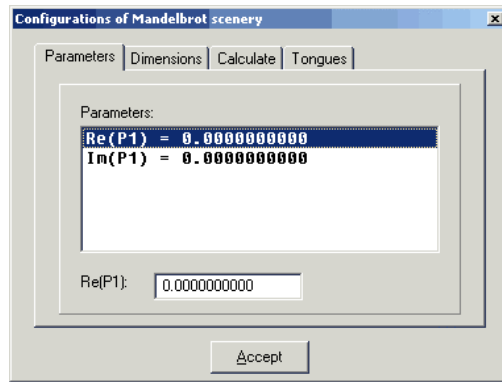 Configurations of Mandelbrot scenery
Parameters Dimensions Calculate Tongues
Parameters:
Re(P1) = 0.0000000000
Im(P1) = 0.0000000000
Re(P1): 0.0000000000
Accept